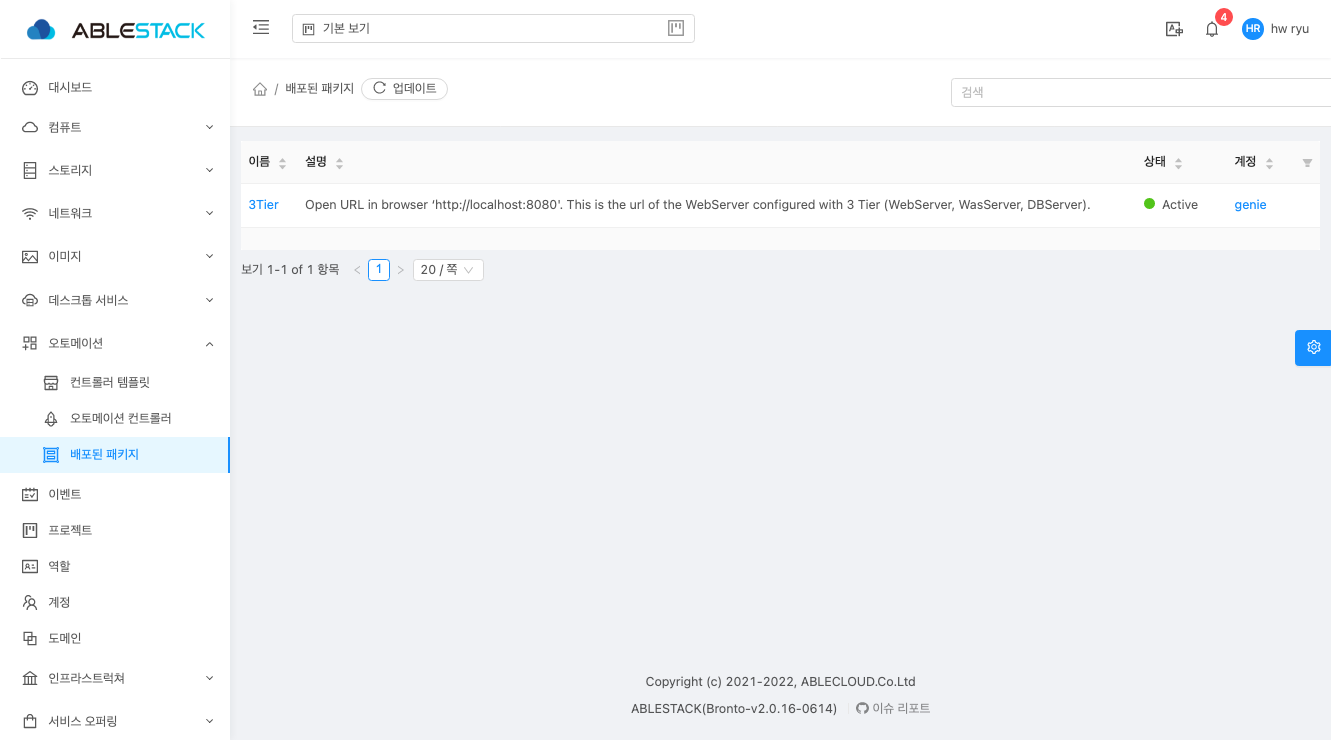 ABLESTACK
기본 보기
4
HR
hw ryu
대시보드
컴퓨트
스토리지
네트워크
이미지
데스크톱 서비스
오토메이션
컨트롤러 템플릿
오토메이션 컨트롤러
배포된 패키지
이벤트
프로젝트
역할
계정
도메인
인프라스트럭쳐
서비스 오퍼링
/ 배포된 패키지 업데이트
검색
이름 설명 상태 계정
3Tier Open URL in browser ‘http://localhost:8080'. This is the url of the WebServer configured with 3 Tier (WebServer, WasServer, DBServer). Active genie
보기 1-1 of 1 항목 < 1 > 20 / 쪽
Copyright (c) 2021-2022, ABLECLOUD.Co.Ltd
ABLESTACK(Bronto-v2.0.16-0614) 이슈 리포트